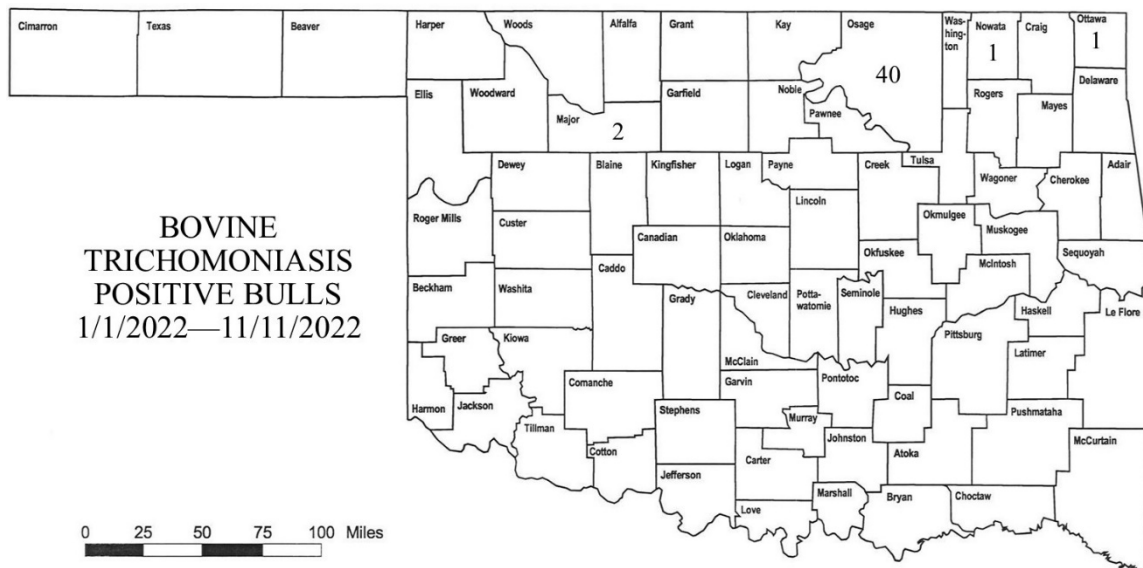 Cimarron
Texas
Beaver
Harper
Woods
Alfalfa
Grant
Kay
Osage
Was-
hing-
ton
Nowata
Craig
Ottawa
1
1
40
Ellis
Woodward
Major
2
Garfield
Noble
Pawnee
Rogers
Mayes
Delaware
Dewey
Blaine
Kingfisher
Logan
Payne
Creek
Tulsa
Wagoner
Cherokee
Adair
Lincoln
Roger Mills
Custer
Canadian
Oklahoma
Okmulgee
Muskogee
BOVINE
TRICHOMONIASIS
POSITIVE BULLS
1/1/2022—11/11/2022
Okfuskee
McIntosh
Sequoyah
Beckham
Washita
Caddo
Grady
Cleveland
Potta-
watomie
Seminole
Hughes
Haskell
Le Flore
Greer
Kiowa
McClain
Pittsburg
Latimer
Harmon
Jackson
Comanche
Garvin
Pontotoc
Coal
Pushmataha
Tillman
Stephens
Murray
McCurtain
Cotton
Carter
Johnston
Atoka
Jefferson
Marshall
Bryan
Choctaw
Love
0 25 50 75 100 Miles